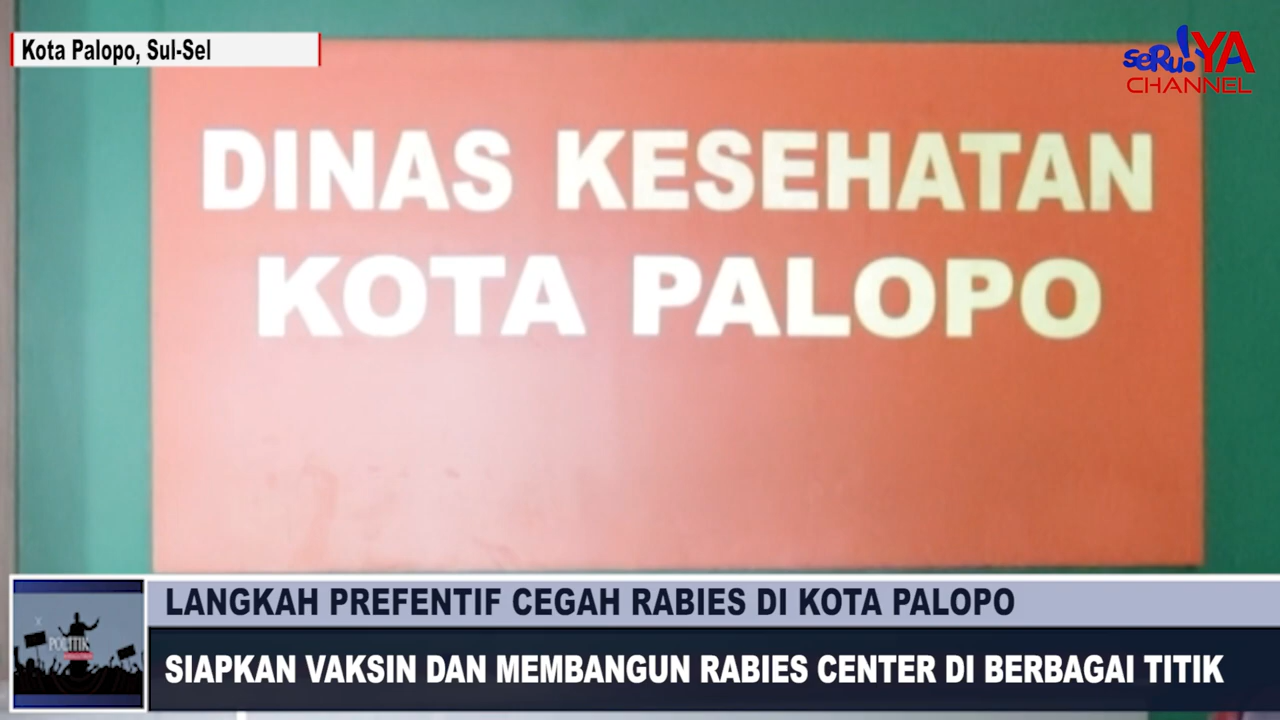 Kota Palopo, Sul-Sel
seRu!YA
CHANNEL
DINAS KESEHATAN
KOTA PALOPO
LANGKAH PREFENTIF CEGAH RABIES DI KOTA PALOPO
POLITIK
SIAPKAN VAKSIN DAN MEMBANGUN RABIES CENTER DI BERBAGAI TITIK